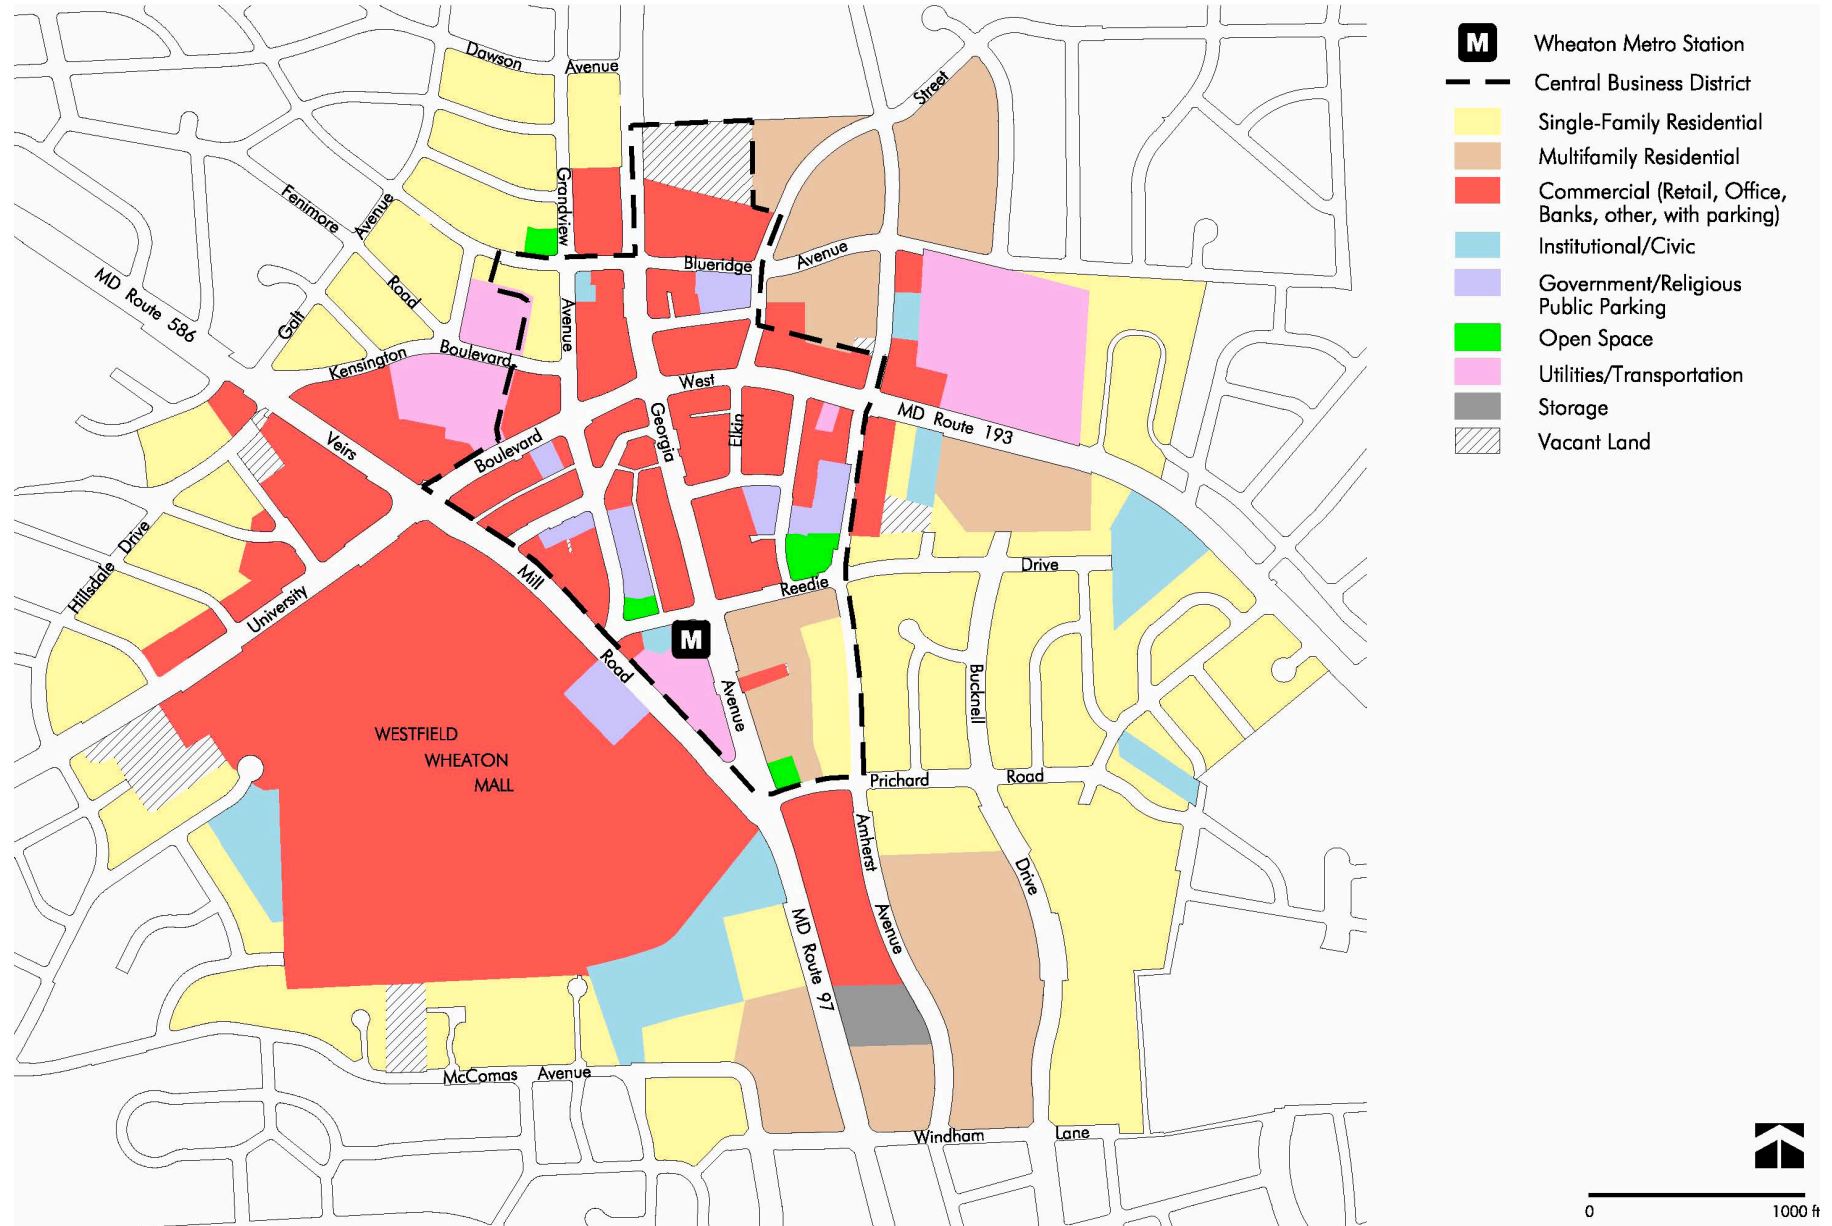 Dawson
Avenue
Street
Grandview
Fenimore
Avenue
Blueridge
Avenue
MD Route 586
Road
Galt
Avenue
Kensington
Boulevard
West
MD Route 193
Veirs
Boulevard
Georgia
Elkin
Hillsdale
Drive
University
Mill
Reedie
Drive
M
Road
Avenue
Bucknell
WESTFIELD
WHEATON
MALL
Prichard
Road
Amherst
Drive
Avenue
MD Route 97
McComas
Avenue
Windham
Lane
M
Wheaton Metro Station
Central Business District
Single-Family Residential
Multifamily Residential
Commercial (Retail, Office,
Banks, other, with parking)
Institutional/Civic
Government/Religious
Public Parking
Open Space
Utilities/Transportation
Storage
Vacant Land
0
1000 ft